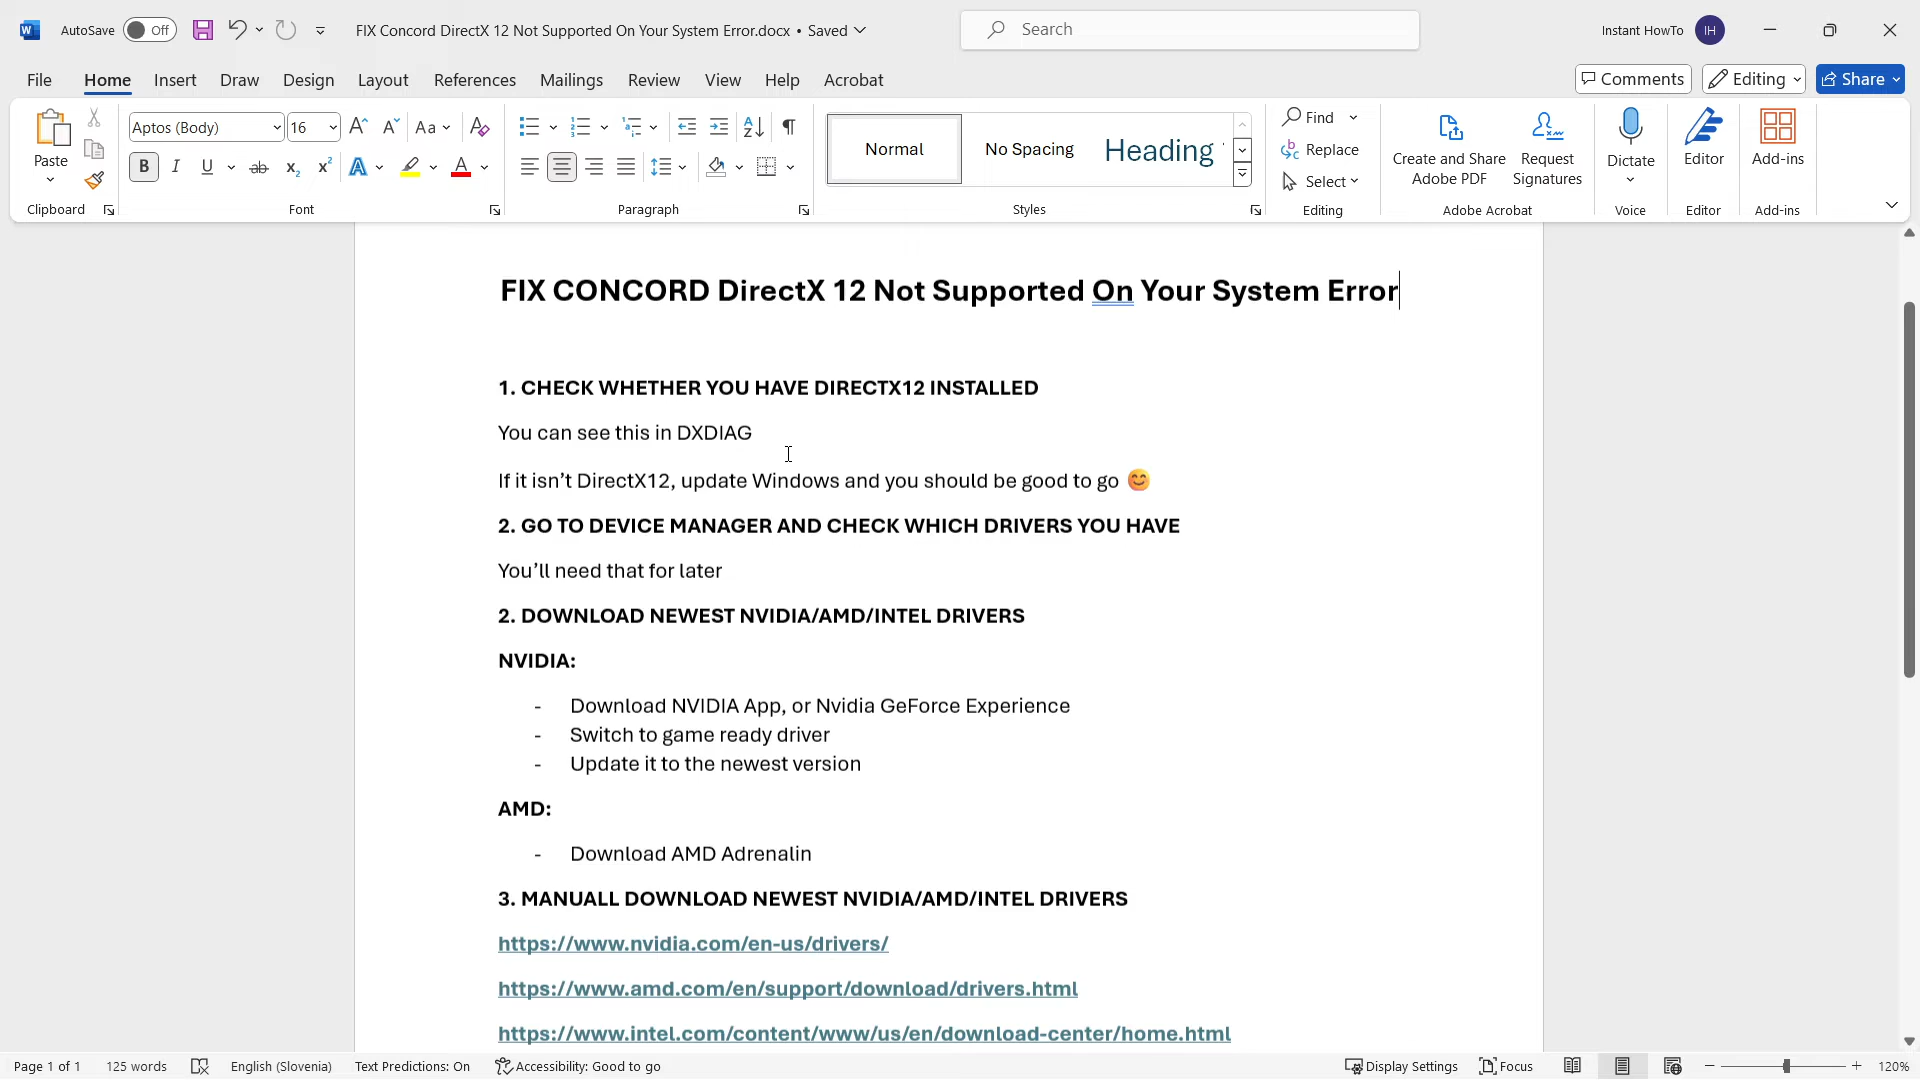 AutoSave Off FIX Concord DirectX 12 Not Supported On Your System Error.docx • Saved Search Instant HowTo IH
File Home Insert Draw Design Layout References Mailings Review View Help Acrobat Comments Editing Share
Paste
Clipboard
Aptos (Body) 16 Aa
B I U ab x₂ x² A A
Font
Paragraph
Normal No Spacing Heading
Styles
Find
Replace
Select
Editing
Create and Share Adobe PDF
Request Signatures
Adobe Acrobat
Dictate
Voice
Editor
Editor
Add-ins
Add-ins
FIX CONCORD DirectX 12 Not Supported On Your System Error
1. CHECK WHETHER YOU HAVE DIRECTX12 INSTALLED
You can see this in DXDIAG
If it isn’t DirectX12, update Windows and you should be good to go 😊
2. GO TO DEVICE MANAGER AND CHECK WHICH DRIVERS YOU HAVE
You’ll need that for later
2. DOWNLOAD NEWEST NVIDIA/AMD/INTEL DRIVERS
NVIDIA:
- Download NVIDIA App, or Nvidia GeForce Experience
- Switch to game ready driver
- Update it to the newest version
AMD:
- Download AMD Adrenalin
3. MANUALL DOWNLOAD NEWEST NVIDIA/AMD/INTEL DRIVERS
https://www.nvidia.com/en-us/drivers/
https://www.amd.com/en/support/download/drivers.html
https://www.intel.com/content/www/us/en/download-center/home.html
Page 1 of 1 125 words English (Slovenia) Text Predictions: On Accessibility: Good to go Display Settings Focus 120%